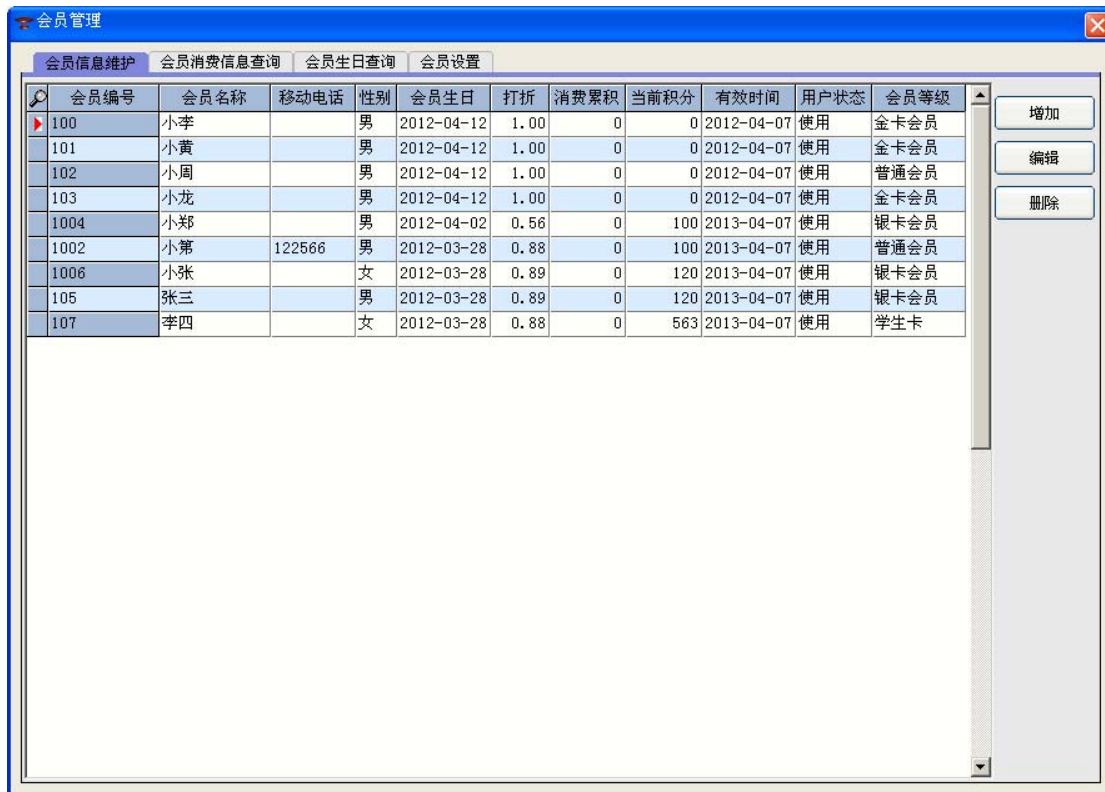 会员管理
会员信息维护 会员消费信息查询 会员生日查询 会员设置
会员编号 会员名称 移动电话 性别 会员生日 打折 消费累积 当前积分 有效时间 用户状态 会员等级
100 小李 男 2012-04-12 1.00 0 0 2012-04-07 使用 金卡会员
101 小黄 男 2012-04-12 1.00 0 0 2012-04-07 使用 金卡会员
102 小周 男 2012-04-12 1.00 0 0 2012-04-07 使用 普通会员
103 小龙 男 2012-04-12 1.00 0 0 2012-04-07 使用 金卡会员
1004 小郑 男 2012-04-02 0.56 0 100 2013-04-07 使用 银卡会员
1002 小第 122566 男 2012-03-28 0.88 0 100 2013-04-07 使用 普通会员
1006 小张 女 2012-03-28 0.89 0 120 2013-04-07 使用 银卡会员
105 张三 男 2012-03-28 0.89 0 120 2013-04-07 使用 银卡会员
107 李四 女 2012-03-28 0.88 0 563 2013-04-07 使用 学生卡
增加
编辑
删除